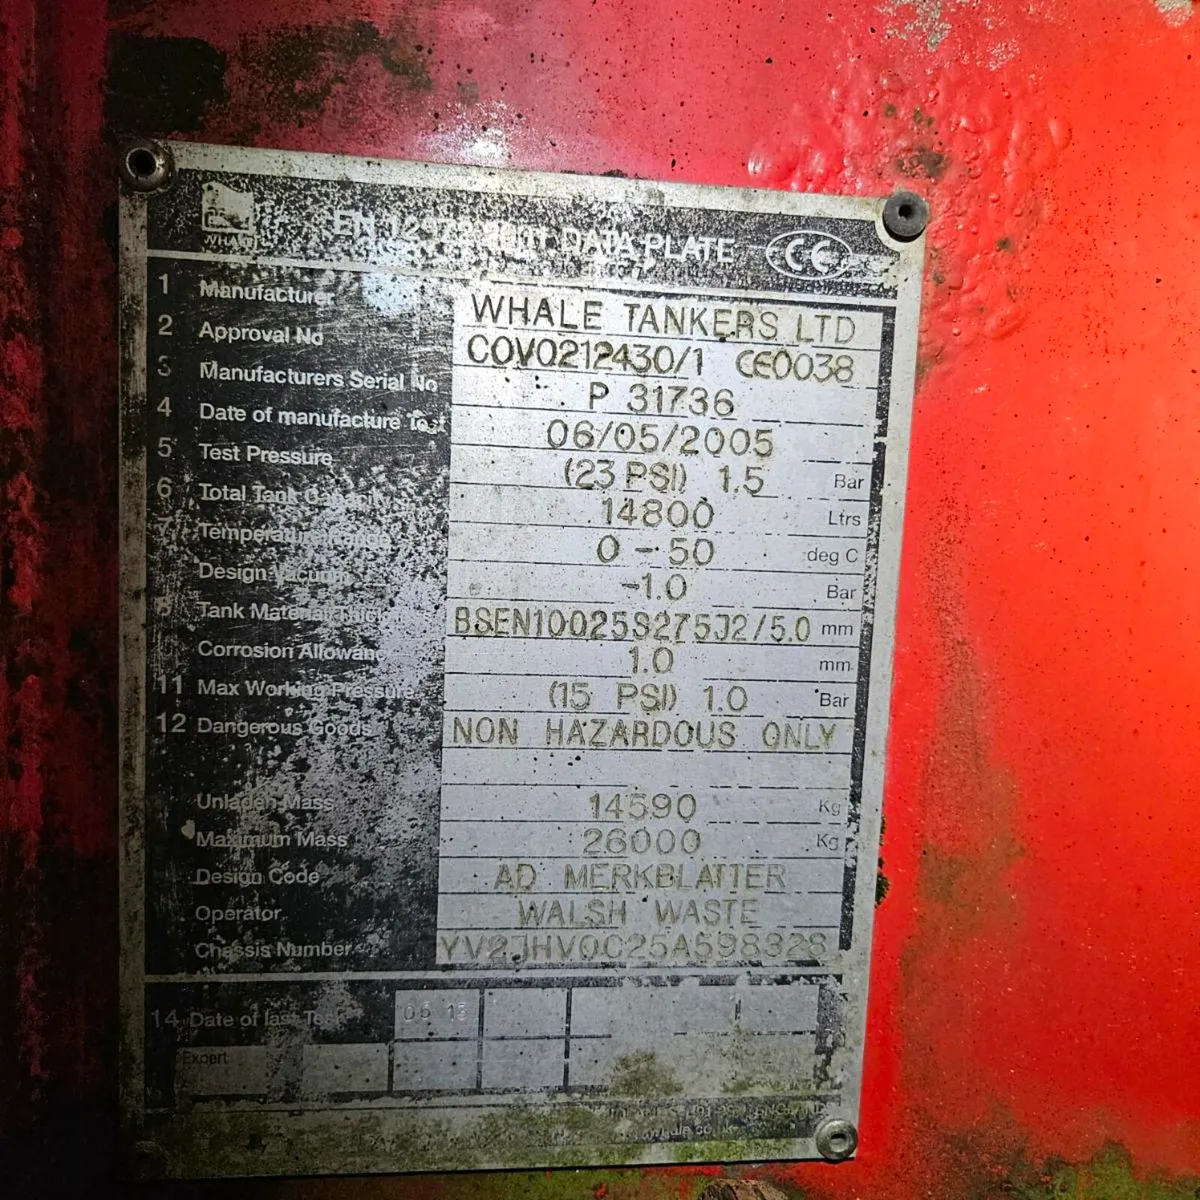 WHALE
DATA PLATE CE
1 Manufacturer WHALE TANKERS LTD
2 Approval No COV0212430/1 CE0038
3 Manufacturers Serial No P 31736
4 Date of manufacture Test 06/05/2005
5 Test Pressure (23 PSI) 1.5 Bar
6 Total Tank Capacity 14800 Ltrs
7 Temperature Range 0 - 50 deg C
Design Vacuum -1.0 Bar
Tank Material Thick BSEN10025S275J2/5.0 mm
Corrosion Allowance 1.0 mm
11 Max Working Pressure (15 PSI) 1.0 Bar
12 Dangerous Goods NON HAZARDOUS ONLY
Unladen Mass 14590 Kg
Maximum Mass 26000 Kg
Design Code AD MERKBLATTER
Operator WALSH WASTE
Chassis Number YV2JHV0C25A598328
14 Date of last Test
Expert